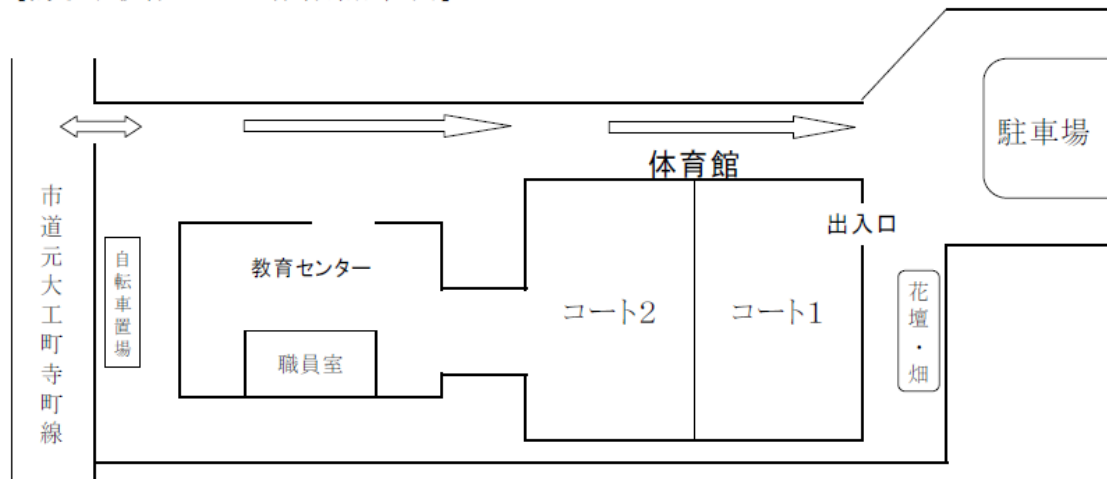 駐車場
体育館
市道元大工町寺町線
出入口
自転車置場
教育センター
コート2
コート1
花壇・畑
職員室